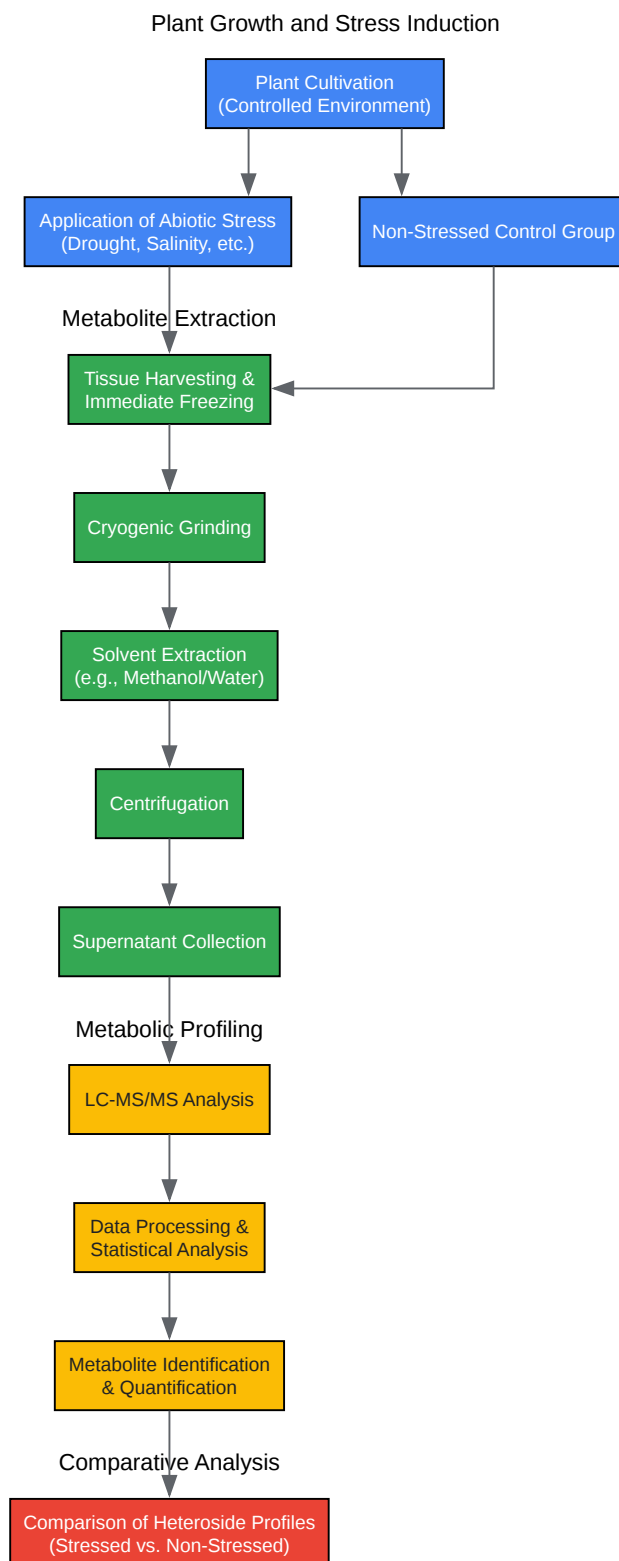 Plant Growth and Stress Induction
Plant Cultivation
(Controlled Environment)
Application of Abiotic Stress
(Drought, Salinity, etc.)
Non-Stressed Control Group
Metabolite Extraction
Tissue Harvesting &
Immediate Freezing
Cryogenic Grinding
Solvent Extraction
(e.g., Methanol/Water)
Centrifugation
Supernatant Collection
Metabolic Profiling
LC-MS/MS Analysis
Data Processing &
Statistical Analysis
Metabolite Identification
& Quantification
Comparative Analysis
Comparison of Heteroside Profiles
(Stressed vs. Non-Stressed)